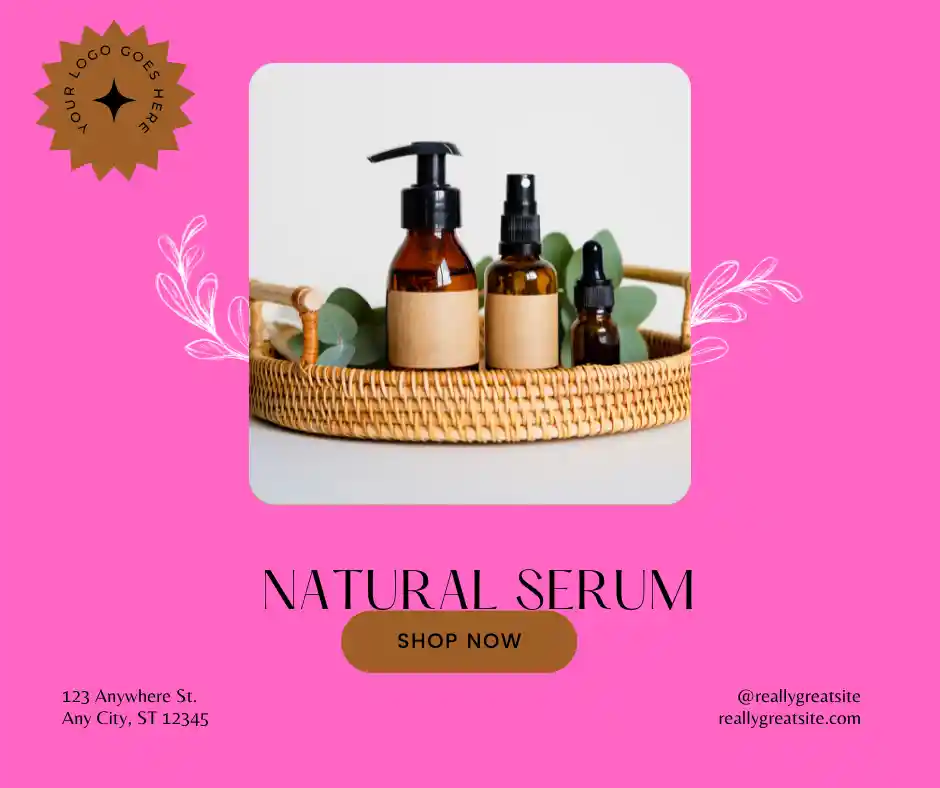 YOUR LOGO GOES HERE
NATURAL SERUM
SHOP NOW
123 Anywhere St.
Any City, ST 12345
@reallygreatsite
reallygreatsite.com